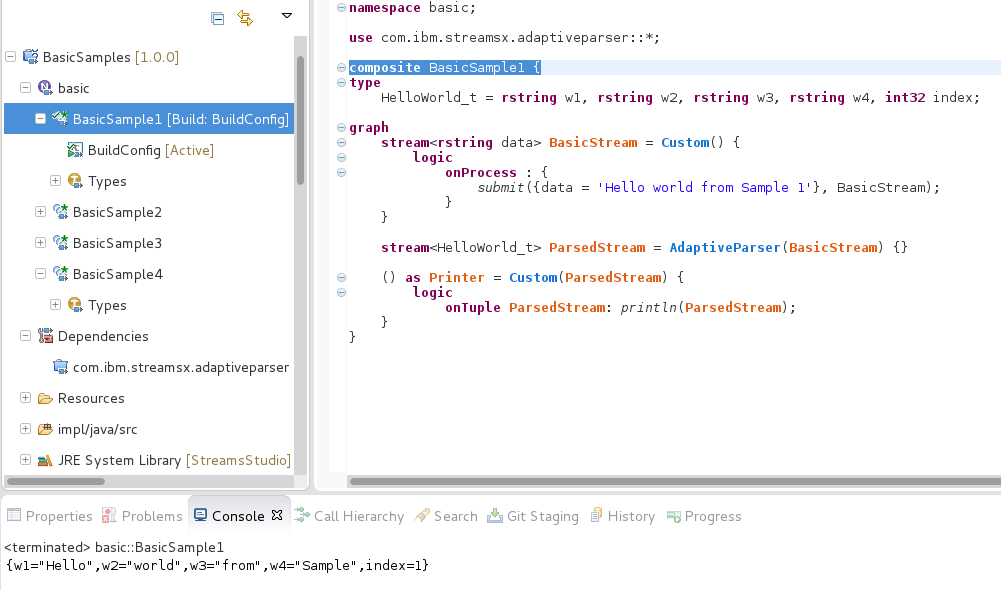 BasicSamples [1.0.0]
basic
BasicSample1 [Build: BuildConfig]
BuildConfig [Active]
Types
BasicSample2
BasicSample3
BasicSample4
Types
Dependencies
com.ibm.streamsx.adaptiveparser
Resources
impl/java/src
JRE System Library [StreamsStudio]
namespace basic;
use com.ibm.streamsx.adaptiveparser::*;
composite BasicSample1 {
type
HelloWorld_t = rstring w1, rstring w2, rstring w3, rstring w4, int32 index;
graph
stream<rstring data> BasicStream = Custom() {
logic
onProcess : {
submit({data = 'Hello world from Sample 1'}, BasicStream);
}
}
stream<HelloWorld_t> ParsedStream = AdaptiveParser(BasicStream) {}
() as Printer = Custom(ParsedStream) {
logic
onTuple ParsedStream: println(ParsedStream);
}
}
Properties Problems Console Call Hierarchy Search Git Staging History Progress
<terminated> basic::BasicSample1
{w1="Hello",w2="world",w3="from",w4="Sample",index=1}